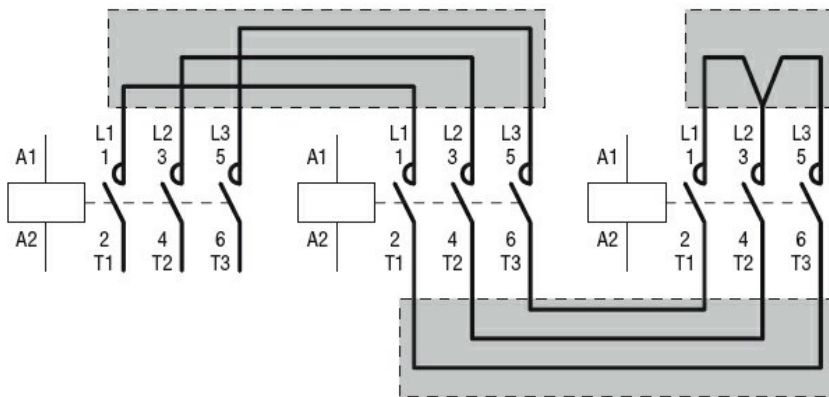 L1 L2 L3 L1 L2 L3 L1 L2 L3
A1 1 3 5 A1 1 3 5 A1 1 3 5
A2 2 4 6 A2 2 4 6 A2 2 4 6
T1 T2 T3 T1 T2 T3 T1 T2 T3